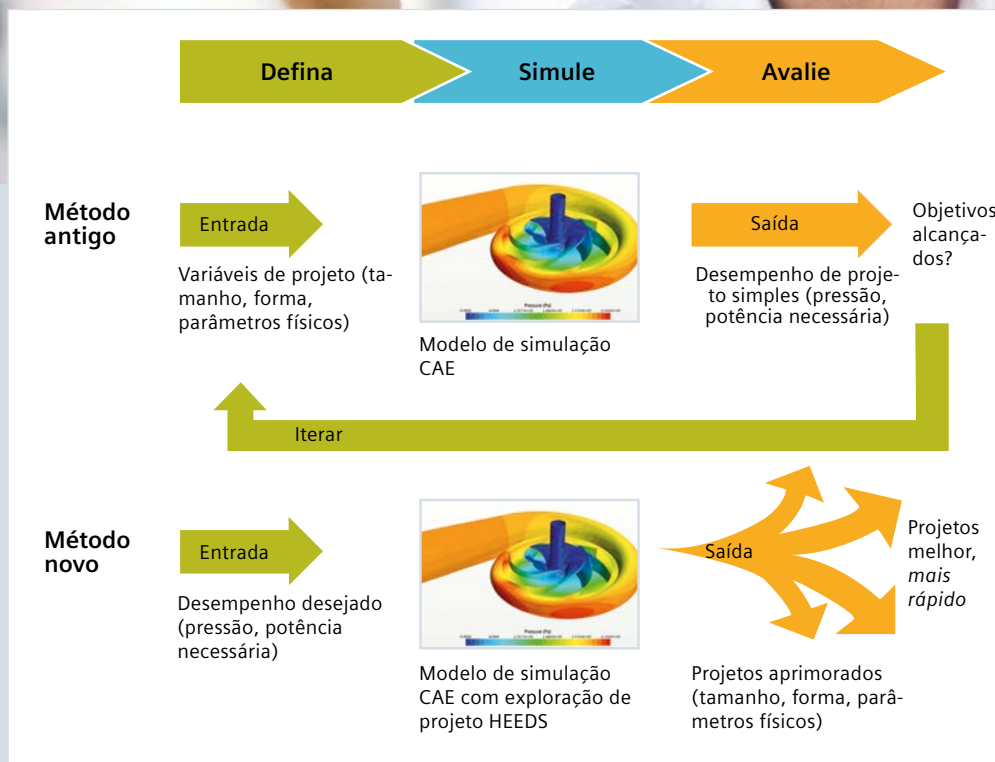 Defina
Simule
Avalie
Método
antigo
Entrada
Variáveis de projeto (ta-
manho, forma,
parâmetros físicos)
Modelo de simulação
CAE
Saída
Desempenho de proje-
to simples (pressão,
potência necessária)
Objetivos
alcança-
dos?
Iterar
Método
novo
Entrada
Desempenho desejado
(pressão, potência
necessária)
Modelo de simulação
CAE com exploração de
projeto HEEDS
Saída
Projetos aprimorados
(tamanho, forma, parâ-
metros físicos)
Projetos
melhor,
mais
rápido